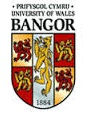 • PRIFYSGOL CYMRU •
• UNIVERSITY OF WALES •
BANGOR
1884